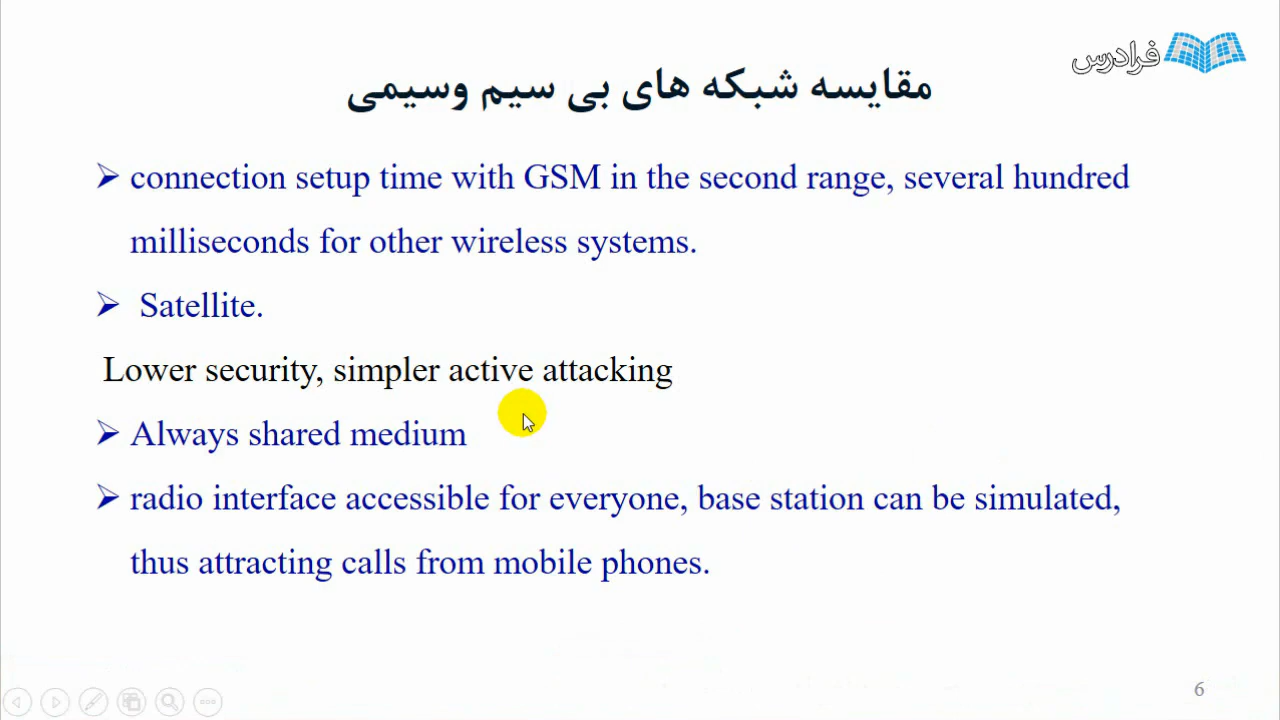 فرادرس
مقایسه شبکه های بی سیم وسیمی
➢ connection setup time with GSM in the second range, several hundred
milliseconds for other wireless systems.
➢ Satellite.
Lower security, simpler active attacking
➢ Always shared medium
➢ radio interface accessible for everyone, base station can be simulated,
thus attracting calls from mobile phones.
6